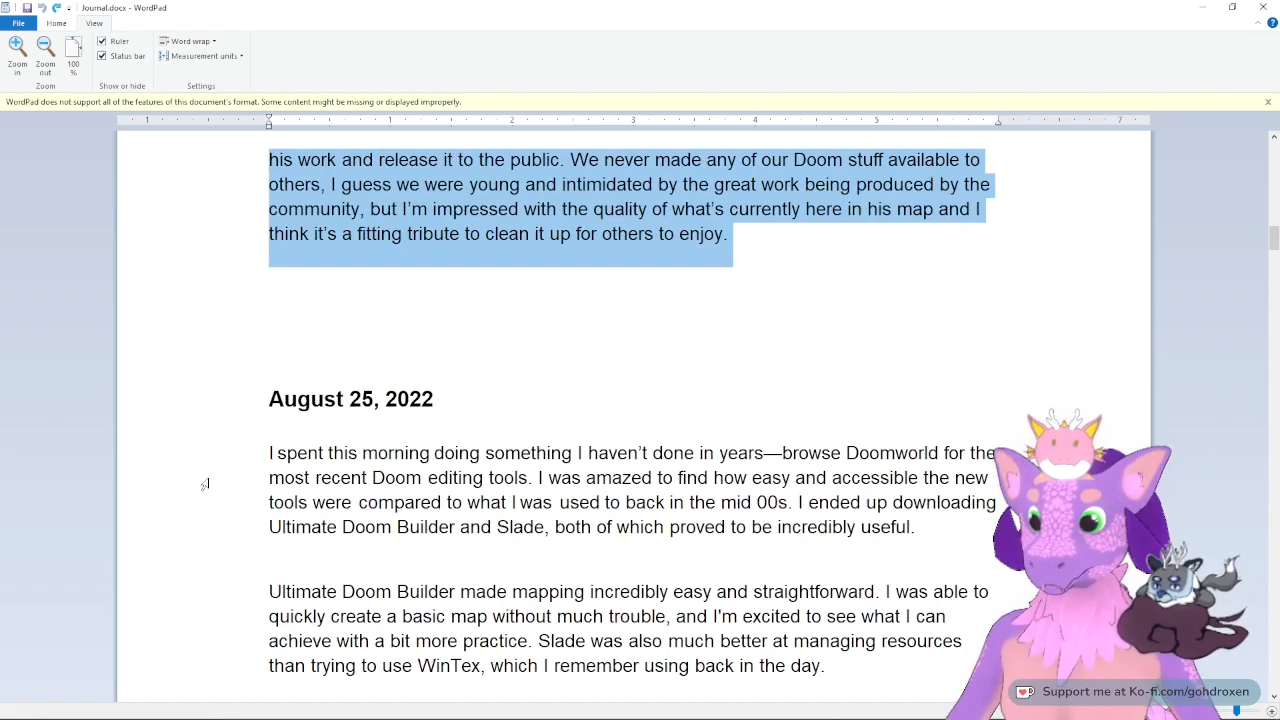 Journal.docx - WordPad
File Home View
Zoom in
Zoom out
100 %
Ruler
Status bar
Word wrap
Measurement units
Zoom
Show or hide
Settings
WordPad does not support all of the features of this document's format. Some content might be missing or displayed improperly.
1 1 2 3 4 5 7
his work and release it to the public. We never made any of our Doom stuff available to
others, I guess we were young and intimidated by the great work being produced by the
community, but I'm impressed with the quality of what's currently here in his map and I
think it's a fitting tribute to clean it up for others to enjoy.
August 25, 2022
I spent this morning doing something I haven't done in years—browse Doomworld for the
most recent Doom editing tools. I was amazed to find how easy and accessible the new
tools were compared to what I was used to back in the mid 00s. I ended up downloading
Ultimate Doom Builder and Slade, both of which proved to be incredibly useful.
Ultimate Doom Builder made mapping incredibly easy and straightforward. I was able to
quickly create a basic map without much trouble, and I'm excited to see what I can
achieve with a bit more practice. Slade was also much better at managing resources
than trying to use WinTex, which I remember using back in the day.
Support me at Ko-fi.com/gohdroxen